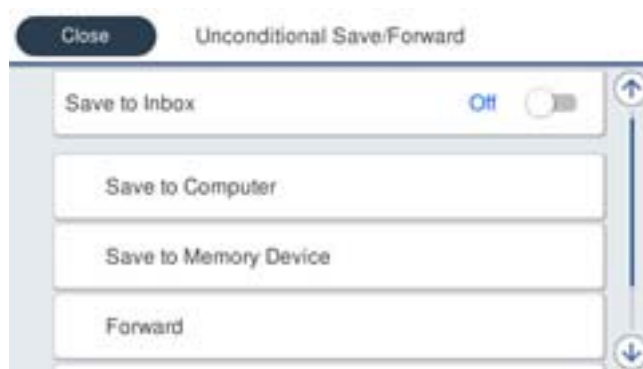 Close Unconditional Save/Forward
Save to Inbox Off
Save to Computer
Save to Memory Device
Forward